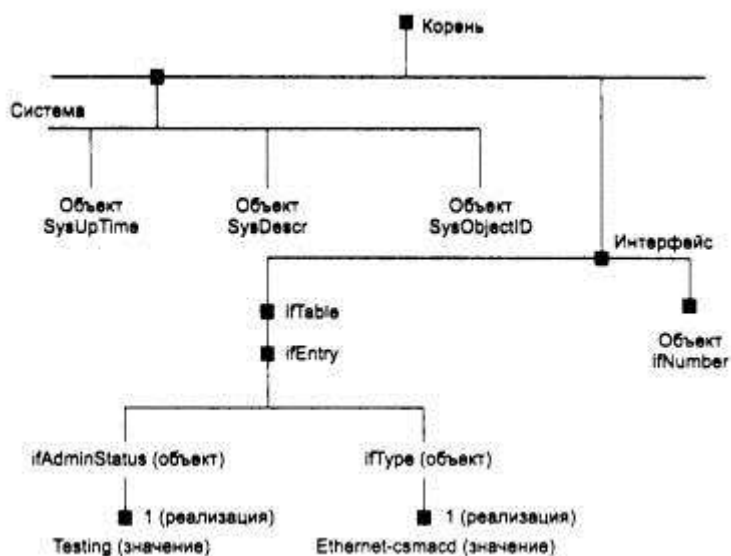 Корень
Система
Объект
SysUpTime
Объект
SysDescr
Объект
SysObjectID
Интерфейс
ifTable
ifEntry
Объект
ifNumber
ifAdminStatus (объект)
ifType (объект)
1 (реализация)
1 (реализация)
Testing (значение)
Ethernet-csmacd (значение)